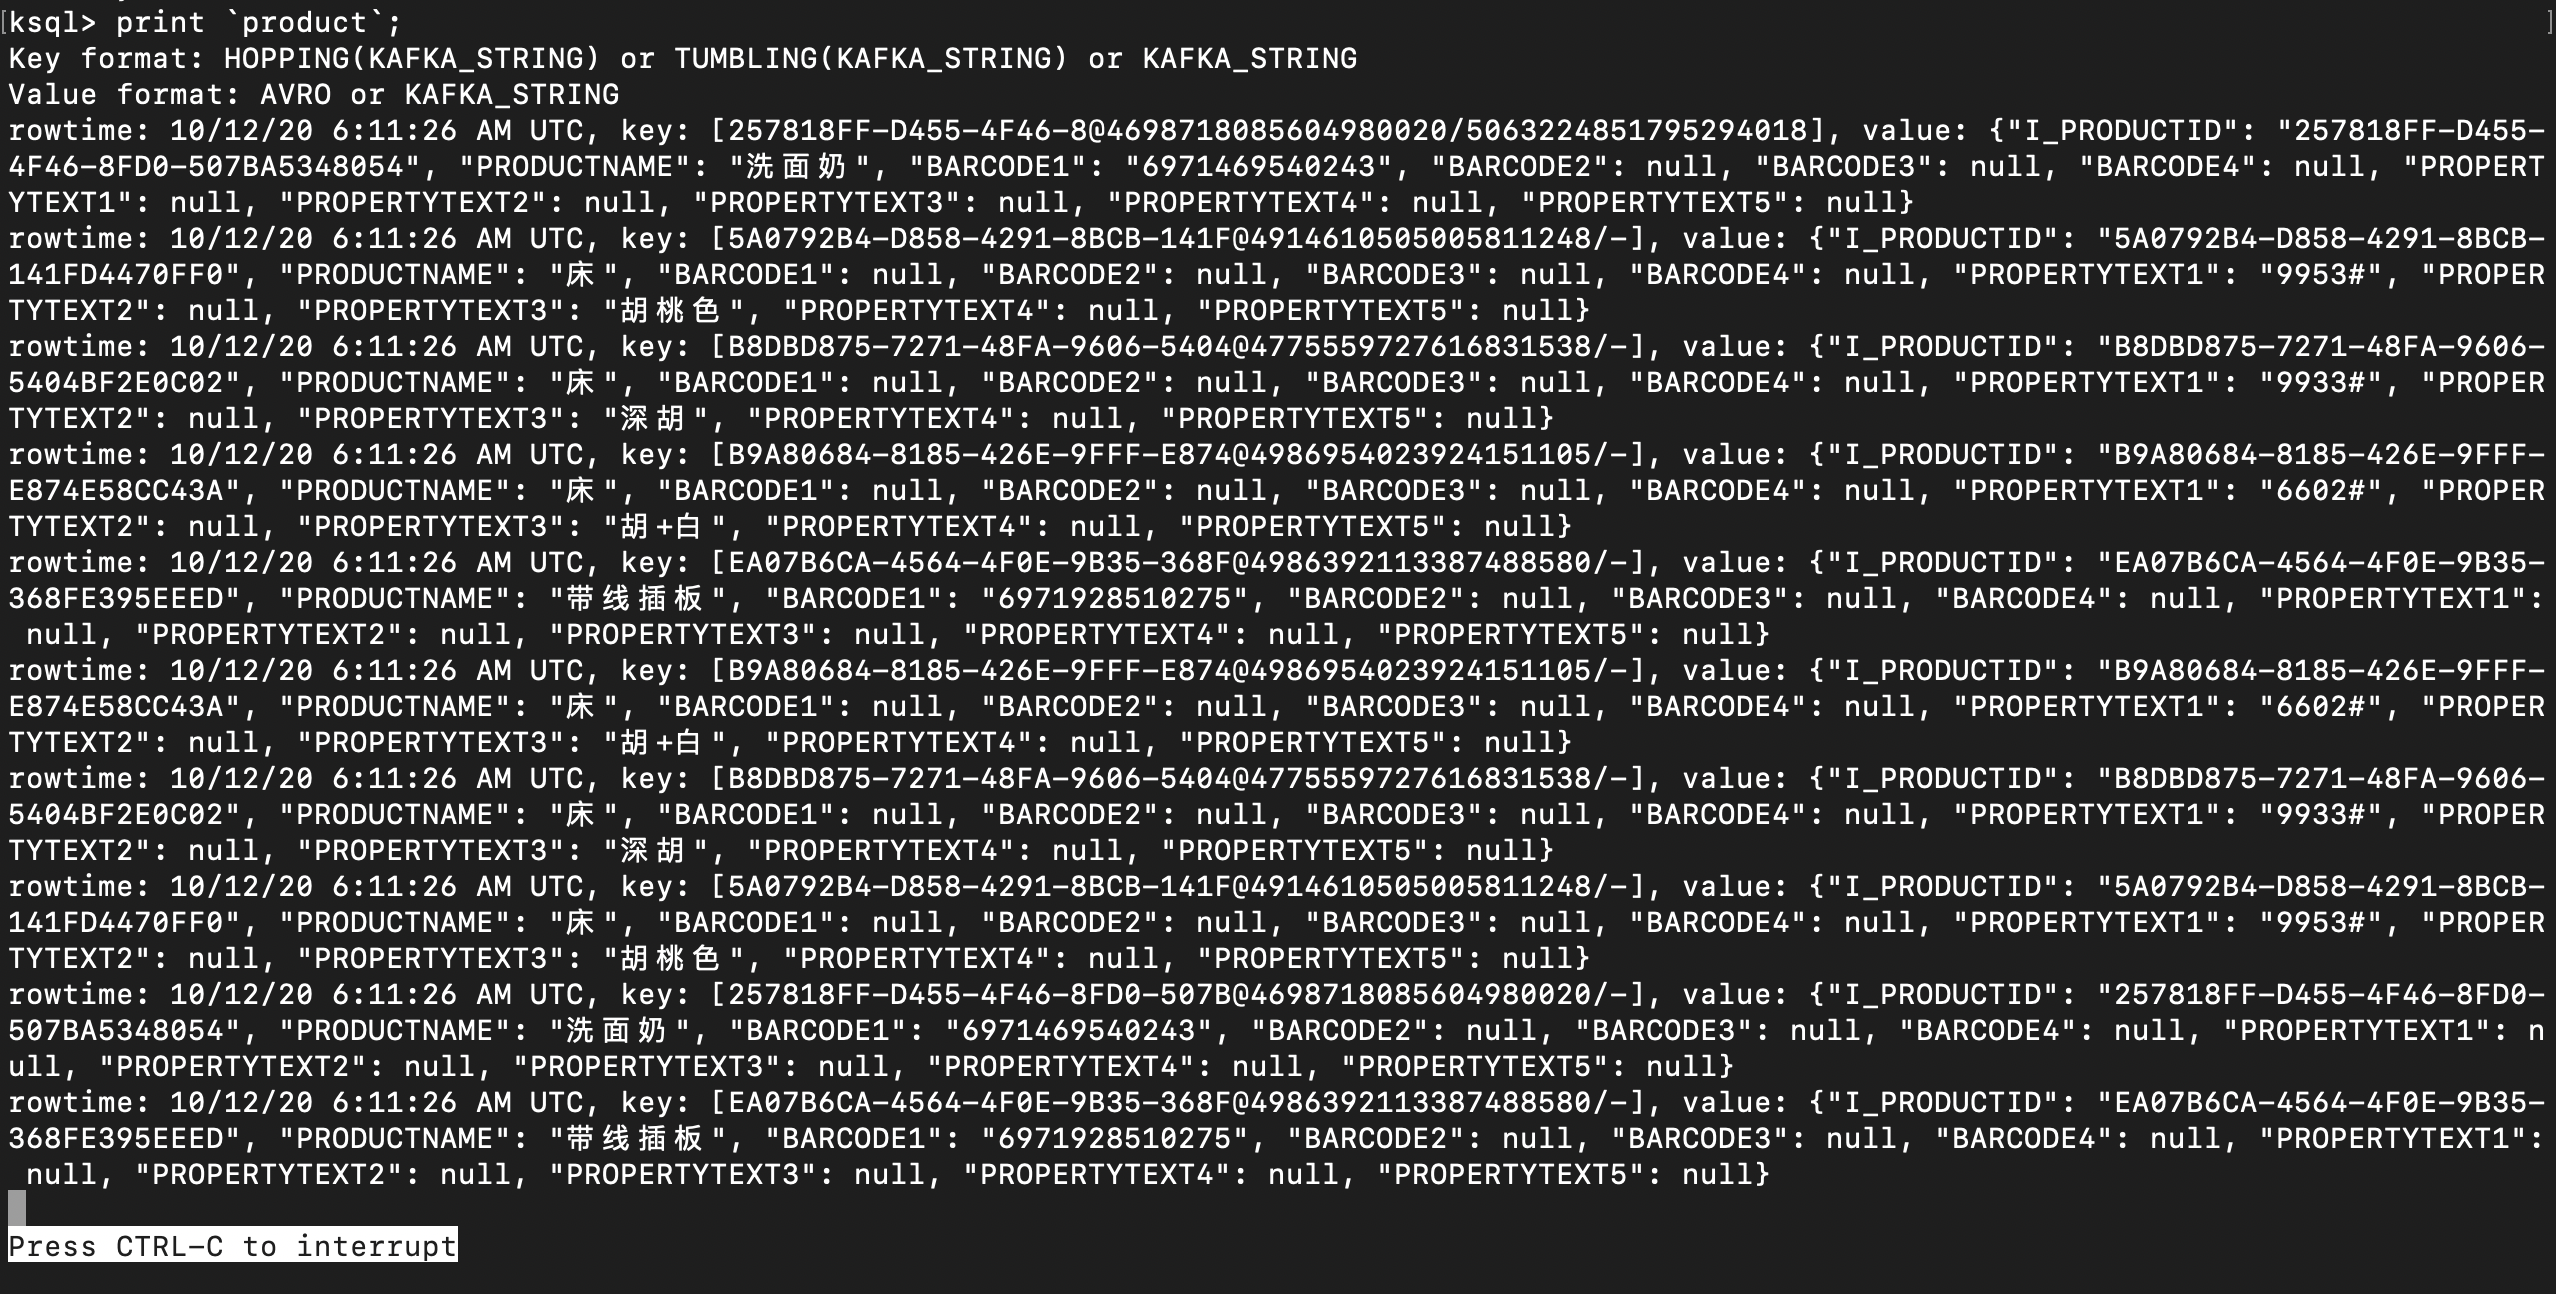 ksql> print `product`;
Key format: HOPPING(KAFKA_STRING) or TUMBLING(KAFKA_STRING) or KAFKA_STRING
Value format: AVRO or KAFKA_STRING
rowtime: 10/12/20 6:11:26 AM UTC, key: [257818FF-D455-4F46-8@4698718085604980020/5063224851795294018], value: {"I_PRODUCTID": "257818FF-D455-
4F46-8FD0-507BA5348054", "PRODUCTNAME": "洗面奶", "BARCODE1": "6971469540243", "BARCODE2": null, "BARCODE3": null, "BARCODE4": null, "PROPERT
YTEXT1": null, "PROPERTYTEXT2": null, "PROPERTYTEXT3": null, "PROPERTYTEXT4": null, "PROPERTYTEXT5": null}
rowtime: 10/12/20 6:11:26 AM UTC, key: [5A0792B4-D858-4291-8BCB-141F@4914610505005811248/-], value: {"I_PRODUCTID": "5A0792B4-D858-4291-8BCB-
141FD4470FF0", "PRODUCTNAME": "床", "BARCODE1": null, "BARCODE2": null, "BARCODE3": null, "BARCODE4": null, "PROPERTYTEXT1": "9953#", "PROPER
TYTEXT2": null, "PROPERTYTEXT3": "胡桃色", "PROPERTYTEXT4": null, "PROPERTYTEXT5": null}
rowtime: 10/12/20 6:11:26 AM UTC, key: [B8DBD875-7271-48FA-9606-5404@4775559727616831538/-], value: {"I_PRODUCTID": "B8DBD875-7271-48FA-9606-
5404BF2E0C02", "PRODUCTNAME": "床", "BARCODE1": null, "BARCODE2": null, "BARCODE3": null, "BARCODE4": null, "PROPERTYTEXT1": "9933#", "PROPER
TYTEXT2": null, "PROPERTYTEXT3": "深胡", "PROPERTYTEXT4": null, "PROPERTYTEXT5": null}
rowtime: 10/12/20 6:11:26 AM UTC, key: [B9A80684-8185-426E-9FFF-E874@4986954023924151105/-], value: {"I_PRODUCTID": "B9A80684-8185-426E-9FFF-
E874E58CC43A", "PRODUCTNAME": "床", "BARCODE1": null, "BARCODE2": null, "BARCODE3": null, "BARCODE4": null, "PROPERTYTEXT1": "6602#", "PROPER
TYTEXT2": null, "PROPERTYTEXT3": "胡+白", "PROPERTYTEXT4": null, "PROPERTYTEXT5": null}
rowtime: 10/12/20 6:11:26 AM UTC, key: [EA07B6CA-4564-4F0E-9B35-368F@4986392113387488580/-], value: {"I_PRODUCTID": "EA07B6CA-4564-4F0E-9B35-
368FE395EEED", "PRODUCTNAME": "带线插板", "BARCODE1": "6971928510275", "BARCODE2": null, "BARCODE3": null, "BARCODE4": null, "PROPERTYTEXT1":
 null, "PROPERTYTEXT2": null, "PROPERTYTEXT3": null, "PROPERTYTEXT4": null, "PROPERTYTEXT5": null}
rowtime: 10/12/20 6:11:26 AM UTC, key: [B9A80684-8185-426E-9FFF-E874@4986954023924151105/-], value: {"I_PRODUCTID": "B9A80684-8185-426E-9FFF-
E874E58CC43A", "PRODUCTNAME": "床", "BARCODE1": null, "BARCODE2": null, "BARCODE3": null, "BARCODE4": null, "PROPERTYTEXT1": "6602#", "PROPER
TYTEXT2": null, "PROPERTYTEXT3": "胡+白", "PROPERTYTEXT4": null, "PROPERTYTEXT5": null}
rowtime: 10/12/20 6:11:26 AM UTC, key: [B8DBD875-7271-48FA-9606-5404@4775559727616831538/-], value: {"I_PRODUCTID": "B8DBD875-7271-48FA-9606-
5404BF2E0C02", "PRODUCTNAME": "床", "BARCODE1": null, "BARCODE2": null, "BARCODE3": null, "BARCODE4": null, "PROPERTYTEXT1": "9933#", "PROPER
TYTEXT2": null, "PROPERTYTEXT3": "深胡", "PROPERTYTEXT4": null, "PROPERTYTEXT5": null}
rowtime: 10/12/20 6:11:26 AM UTC, key: [5A0792B4-D858-4291-8BCB-141F@4914610505005811248/-], value: {"I_PRODUCTID": "5A0792B4-D858-4291-8BCB-
141FD4470FF0", "PRODUCTNAME": "床", "BARCODE1": null, "BARCODE2": null, "BARCODE3": null, "BARCODE4": null, "PROPERTYTEXT1": "9953#", "PROPER
TYTEXT2": null, "PROPERTYTEXT3": "胡桃色", "PROPERTYTEXT4": null, "PROPERTYTEXT5": null}
rowtime: 10/12/20 6:11:26 AM UTC, key: [257818FF-D455-4F46-8FD0-507B@4698718085604980020/-], value: {"I_PRODUCTID": "257818FF-D455-4F46-8FD0-
507BA5348054", "PRODUCTNAME": "洗面奶", "BARCODE1": "6971469540243", "BARCODE2": null, "BARCODE3": null, "BARCODE4": null, "PROPERTYTEXT1": n
ull, "PROPERTYTEXT2": null, "PROPERTYTEXT3": null, "PROPERTYTEXT4": null, "PROPERTYTEXT5": null}
rowtime: 10/12/20 6:11:26 AM UTC, key: [EA07B6CA-4564-4F0E-9B35-368F@4986392113387488580/-], value: {"I_PRODUCTID": "EA07B6CA-4564-4F0E-9B35-
368FE395EEED", "PRODUCTNAME": "带线插板", "BARCODE1": "6971928510275", "BARCODE2": null, "BARCODE3": null, "BARCODE4": null, "PROPERTYTEXT1":
 null, "PROPERTYTEXT2": null, "PROPERTYTEXT3": null, "PROPERTYTEXT4": null, "PROPERTYTEXT5": null}
Press CTRL-C to interrupt